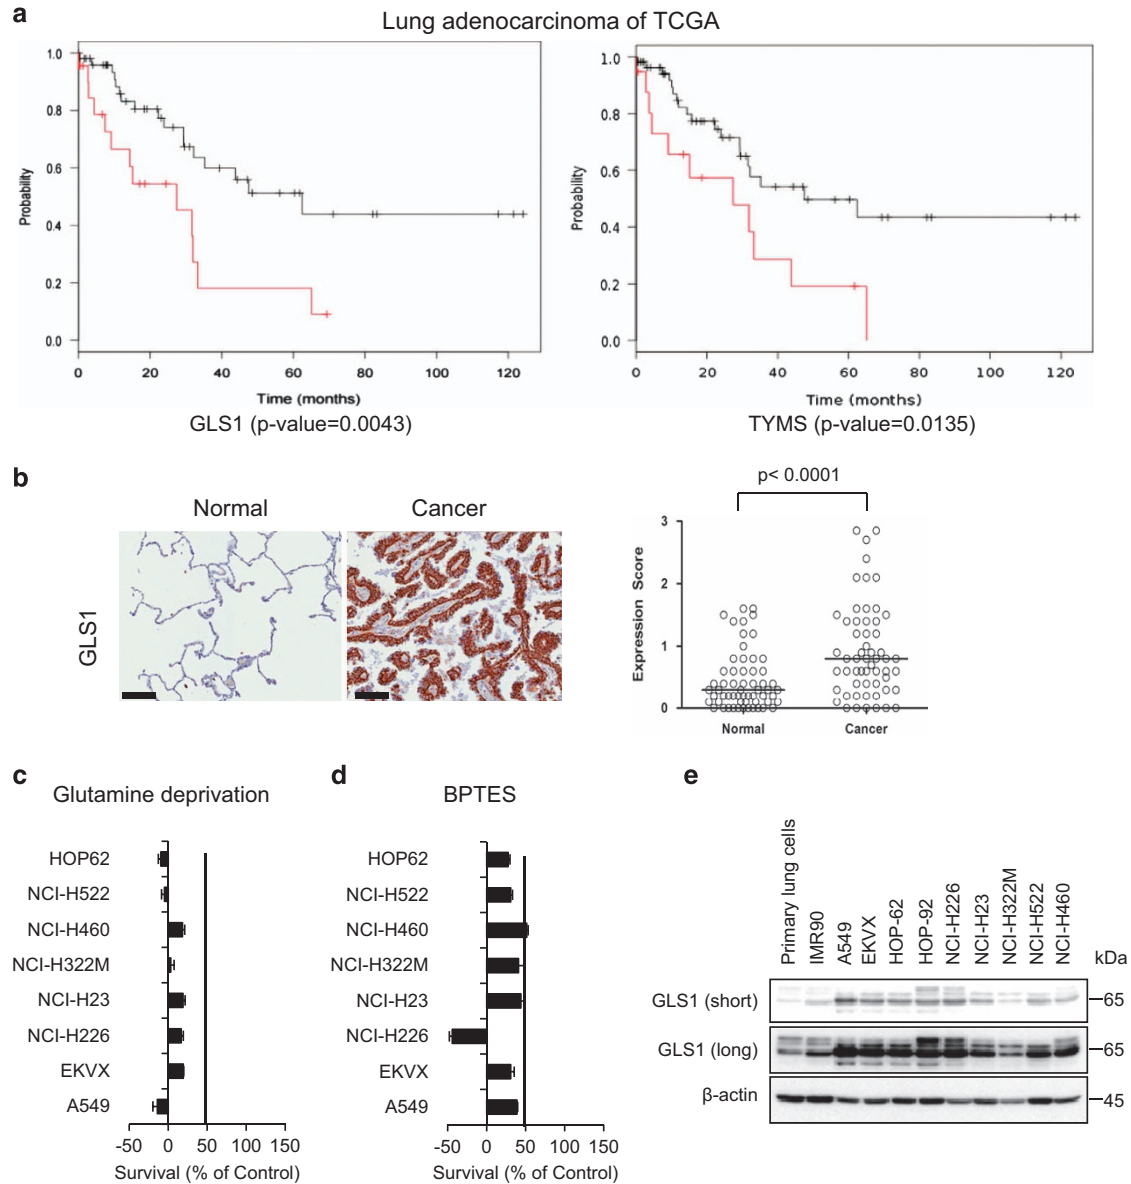 a
Lung adenocarcinoma of TCGA
Probability
1.0
0.8
0.6
0.4
0.2
0.0
0 20 40 60 80 100 120
Time (months)
GLS1 (p-value=0.0043)
Probability
1.0
0.8
0.6
0.4
0.2
0.0
0 20 40 60 80 100 120
Time (months)
TYMS (p-value=0.0135)
b
Normal Cancer
GLS1
p< 0.0001
Expression Score
3
2
1
0
Normal Cancer
c
Glutamine deprivation
HOP62
NCI-H522
NCI-H460
NCI-H322M
NCI-H23
NCI-H226
EKVX
A549
-50 0 50 100 150
Survival (% of Control)
d
BPTES
HOP62
NCI-H522
NCI-H460
NCI-H322M
NCI-H23
NCI-H226
EKVX
A549
-50 0 50 100 150
Survival (% of Control)
e
Primary lung cells
IMR90
A549
EKVX
HOP-62
HOP-92
NCI-H226
NCI-H23
NCI-H322M
NCI-H522
NCI-H460
kDa
GLS1 (short) 65
GLS1 (long) 65
β-actin 45